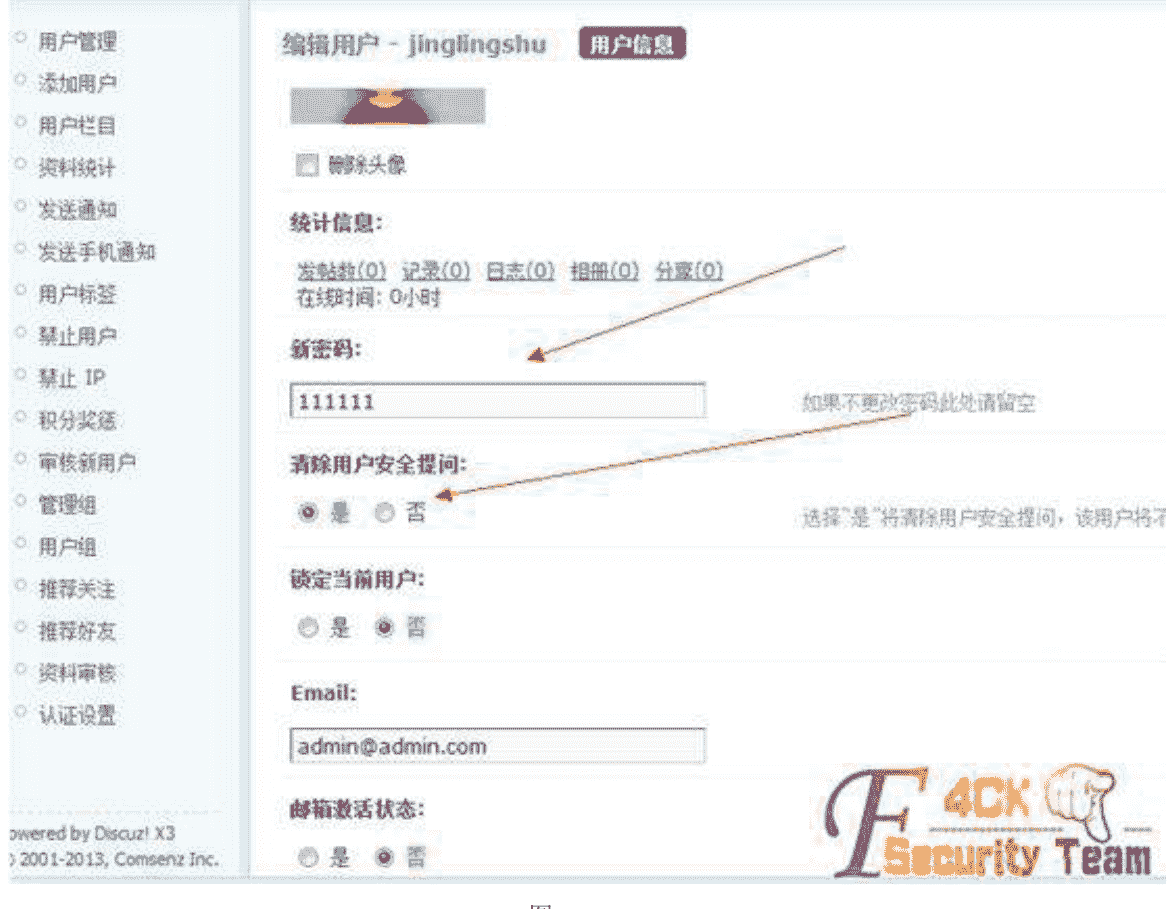 用户管理
添加用户
用户栏目
资料统计
发送通知
发送手机通知
用户标签
禁止用户
禁止 IP
积分奖惩
审核新用户
管理组
用户组
推荐关注
推荐好友
资料审核
认证设置
owered by Discuz! X3
2001-2013, Comsenz Inc.
编辑用户 - jinglingshu 用户信息
删除头像
统计信息:
发帖数(0) 记录(0) 日志(0) 相册(0) 分享(0)
在线时间: 0小时
新密码:
111111 如果不更改密码此处请留空
清除用户安全提问:
是 否 选择"是"将清除用户安全提问，该用户将不
锁定当前用户:
是 否
Email:
admin@admin.com
邮箱激活状态:
是 否
F4CK
Security Team